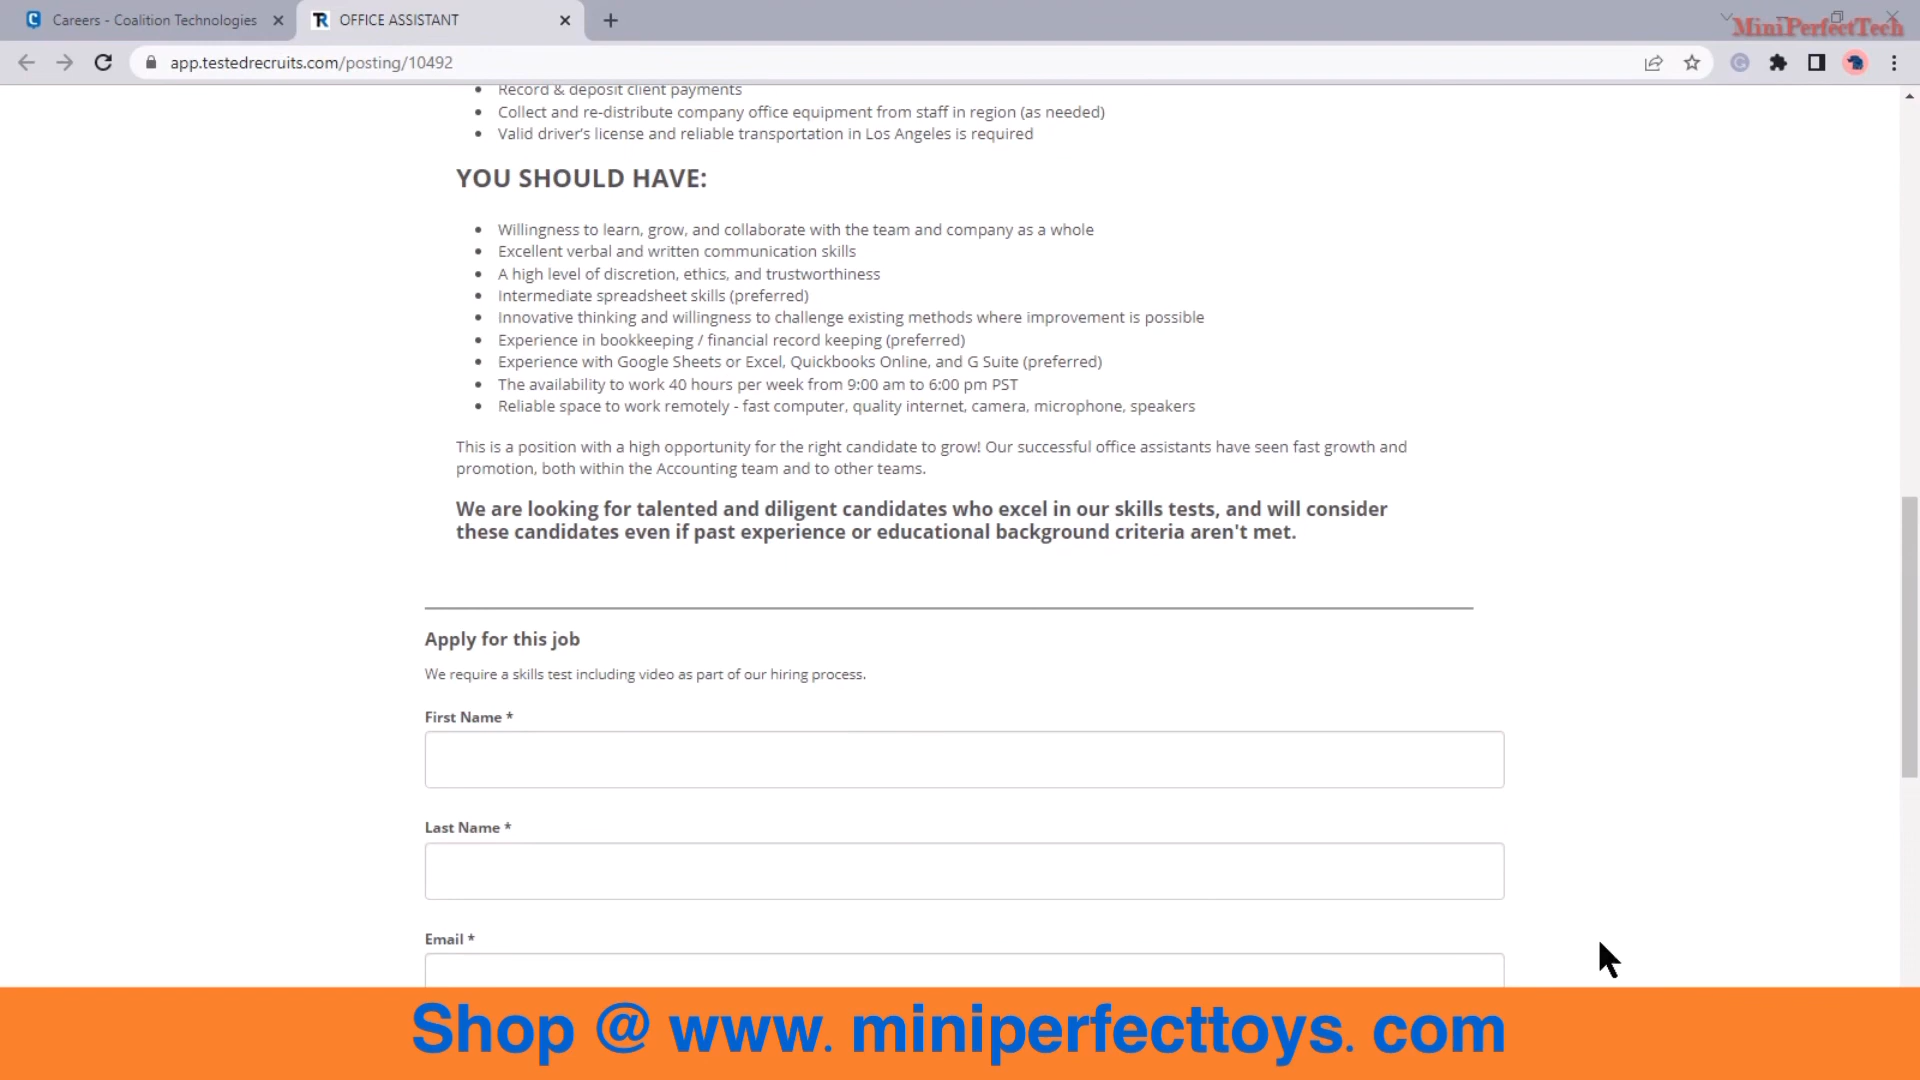 Careers - Coalition Technologies
OFFICE ASSISTANT
MiniPerfectTech
app.testedrecruits.com/posting/10492
Record & deposit client payments
Collect and re-distribute company office equipment from staff in region (as needed)
Valid driver's license and reliable transportation in Los Angeles is required
YOU SHOULD HAVE:
Willingness to learn, grow, and collaborate with the team and company as a whole
Excellent verbal and written communication skills
A high level of discretion, ethics, and trustworthiness
Intermediate spreadsheet skills (preferred)
Innovative thinking and willingness to challenge existing methods where improvement is possible
Experience in bookkeeping / financial record keeping (preferred)
Experience with Google Sheets or Excel, Quickbooks Online, and G Suite (preferred)
The availability to work 40 hours per week from 9:00 am to 6:00 pm PST
Reliable space to work remotely - fast computer, quality internet, camera, microphone, speakers
This is a position with a high opportunity for the right candidate to grow! Our successful office assistants have seen fast growth and
promotion, both within the Accounting team and to other teams.
We are looking for talented and diligent candidates who excel in our skills tests, and will consider
these candidates even if past experience or educational background criteria aren't met.
Apply for this job
We require a skills test including video as part of our hiring process.
First Name *
Last Name *
Email *
Shop @ www. miniperfecttoys. com